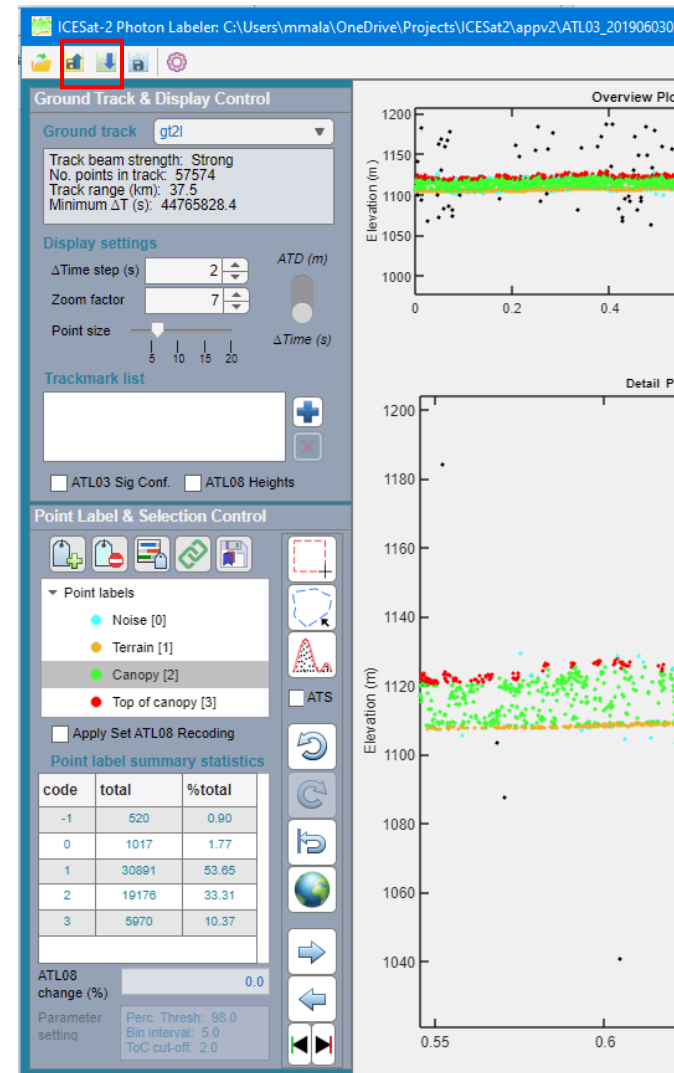 ICESat-2 Photon Labeler: C:\Users\mmala\OneDrive\Projects\ICESat2\appv2\ATL03_201906030
Ground Track & Display Control
Ground track gt2l
Track beam strength: Strong
No. points in track: 57574
Track range (km): 37.5
Minimum ΔT (s): 44765828.4
Display settings
ΔTime step (s) 2
ATD (m)
Zoom factor 7
Point size
ΔTime (s)
5 10 15 20
Trackmark list
ATL03 Sig Conf. ATL08 Heights
Point Label & Selection Control
Point labels
Noise [0]
Terrain [1]
Canopy [2]
Top of canopy [3]
ATS
Apply Set ATL08 Recoding
Point label summary statistics
code total %total
-1 520 0.90
0 1017 1.77
1 30891 53.65
2 19176 33.31
3 5970 10.37
ATL08
change (%) 0.0
Parameter
setting
Perc. Thresh: 98.0
Bin interval: 5.0
ToC cut-off: 2.0
Overview Plo
Elevation (m)
1200
1150
1100
1050
1000
0 0.2 0.4
Detail P
Elevation (m)
1200
1180
1160
1140
1120
1100
1080
1060
1040
0.55 0.6